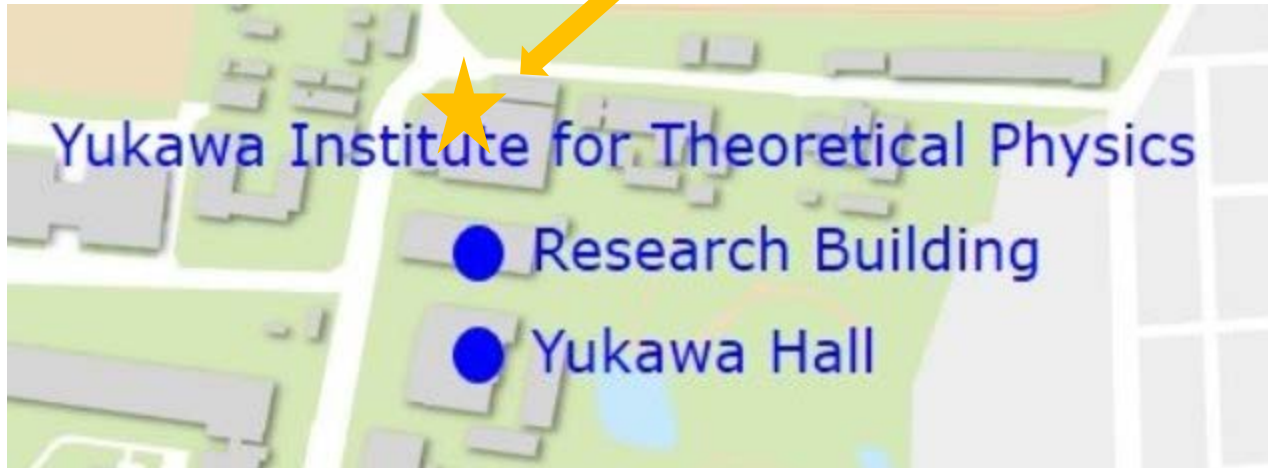 Yukawa Institute for Theoretical Physics
Research Building
Yukawa Hall